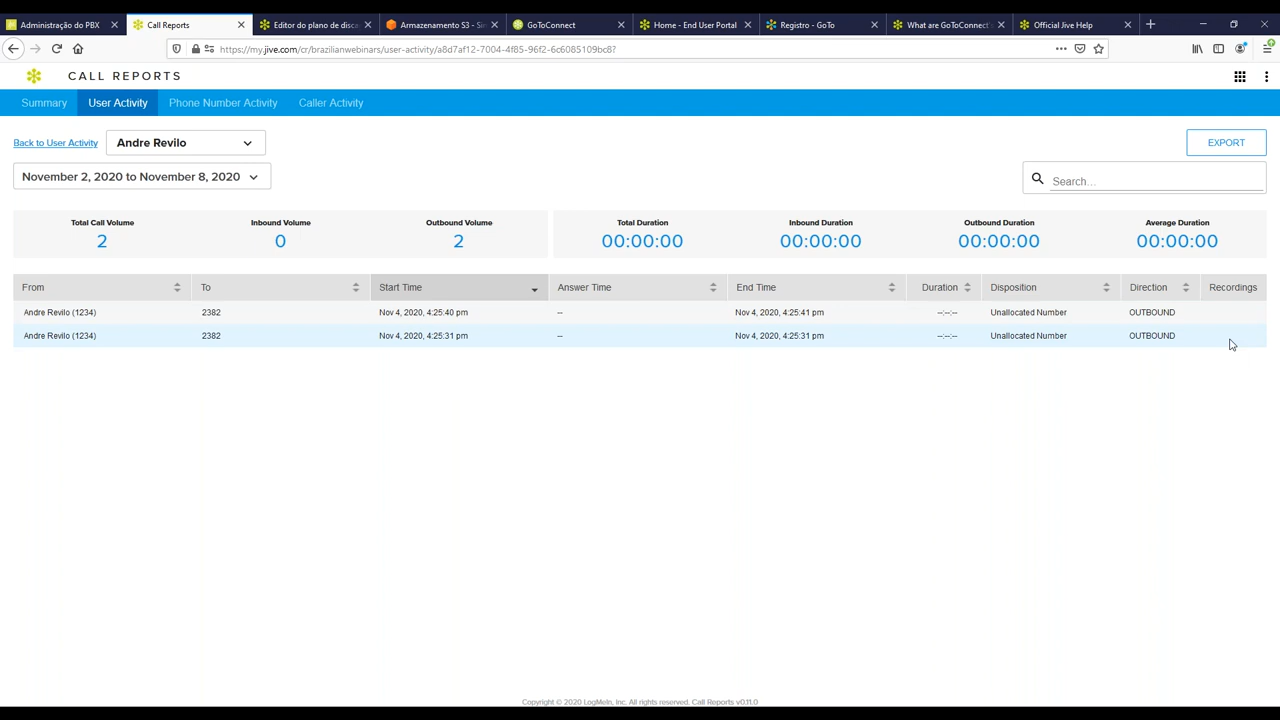 Administração do PBX
Call Reports
Editor do plano de disca
Armazenamento S3 - Sin
GoToConnect
Home - End User Portal
Registro - GoTo
What are GoToConnect's
Official Jive Help
https://my.jive.com/cr/brazilianwebinars/user-activity/a8d7af12-7004-4f85-96f2-6c6085109bc8?
CALL REPORTS
Summary User Activity Phone Number Activity Caller Activity
Back to User Activity Andre Revilo EXPORT
November 2, 2020 to November 8, 2020 Search...
Total Call Volume Inbound Volume Outbound Volume Total Duration Inbound Duration Outbound Duration Average Duration
2 0 2 00:00:00 00:00:00 00:00:00 00:00:00
From To Start Time Answer Time End Time Duration Disposition Direction Recordings
Andre Revilo (1234) 2382 Nov 4, 2020, 4:25:40 pm -- Nov 4, 2020, 4:25:41 pm --:--:-- Unallocated Number OUTBOUND
Andre Revilo (1234) 2382 Nov 4, 2020, 4:25:31 pm -- Nov 4, 2020, 4:25:31 pm --:--:-- Unallocated Number OUTBOUND
Copyright © 2020 LogMeIn, Inc. All rights reserved. Call Reports v0.11.0